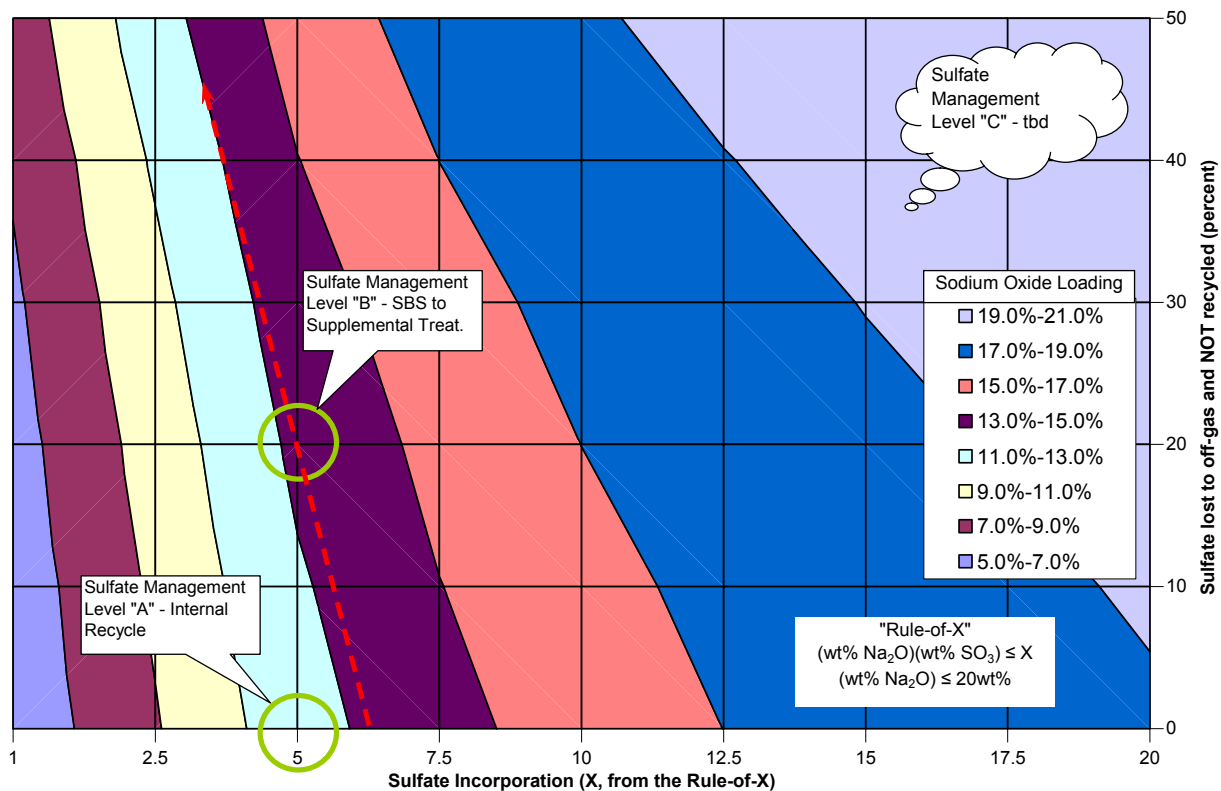 50
40
30
20
10
0
Sulfate lost to off-gas and NOT recycled (percent)
Sulfate
Management
Level "C" - tbd
Sulfate Management
Level "B" - SBS to
Supplemental Treat.
Sodium Oxide Loading
19.0%-21.0%
17.0%-19.0%
15.0%-17.0%
13.0%-15.0%
11.0%-13.0%
9.0%-11.0%
7.0%-9.0%
5.0%-7.0%
Sulfate Management
Level "A" - Internal
Recycle
"Rule-of-X"
(wt% Na₂O)(wt% SO₃) ≤ X
(wt% Na₂O) ≤ 20wt%
1 2.5 5 7.5 10 12.5 15 17.5 20
Sulfate Incorporation (X, from the Rule-of-X)